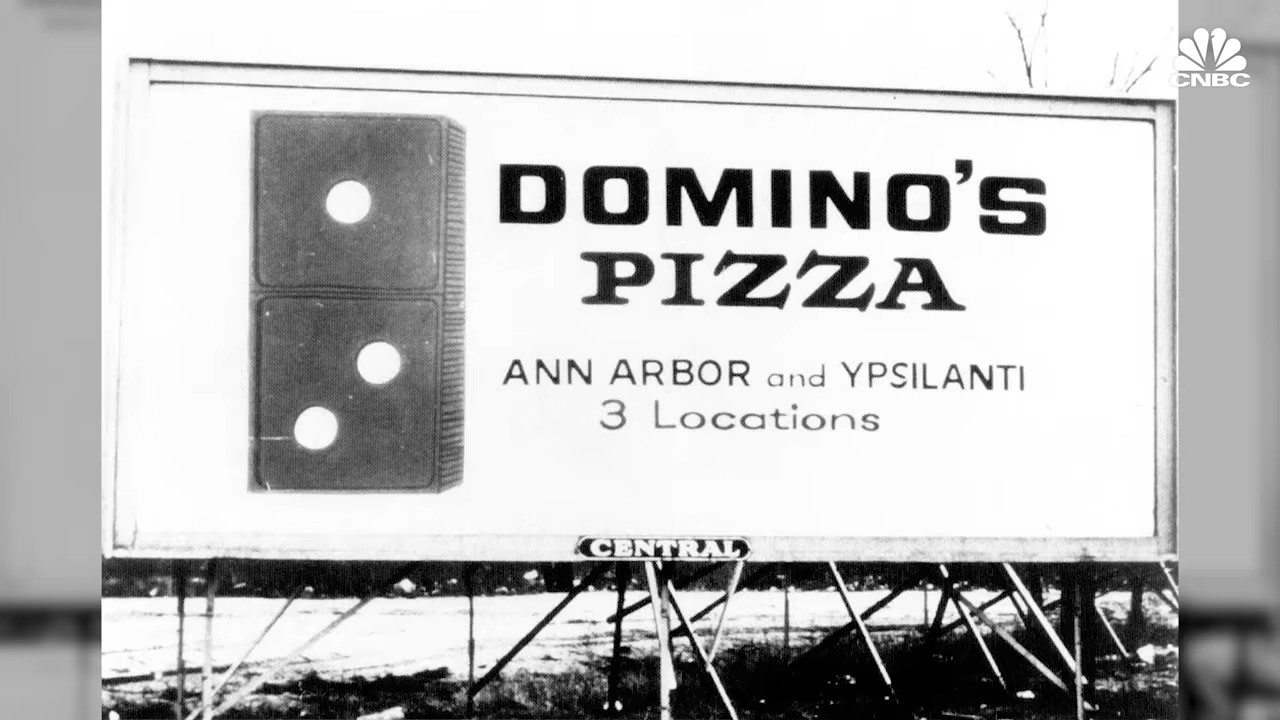 CNBC
DOMINO'S
PIZZA
ANN ARBOR and YPSILANTI
3 Locations
CENTRAL